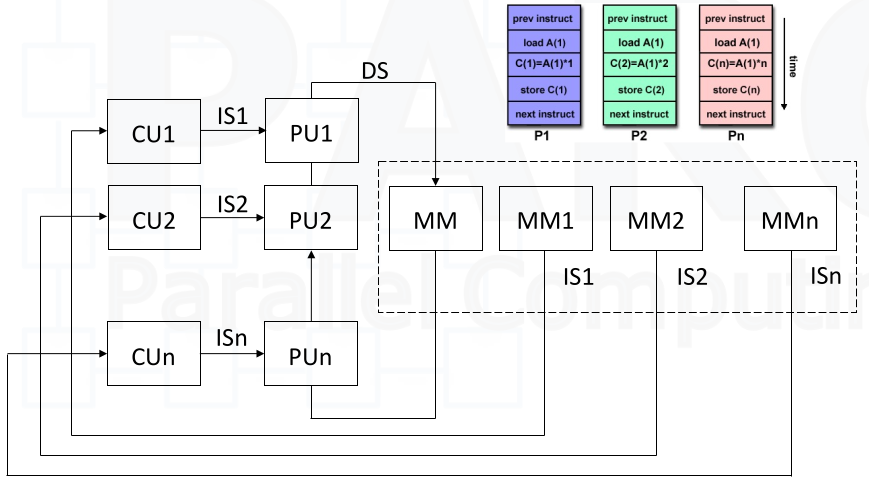 prev instruct
load A(1)
C(1)=A(1)*1
store C(1)
next instruct
P1
prev instruct
load A(1)
C(2)=A(1)*2
store C(2)
next instruct
P2
prev instruct
load A(1)
C(n)=A(1)*n
store C(n)
next instruct
Pn
time
DS
CU1
IS1
PU1
CU2
IS2
PU2
MM
MM1
MM2
MMn
IS1
IS2
ISn
CUn
ISn
PUn
Parallel Computin